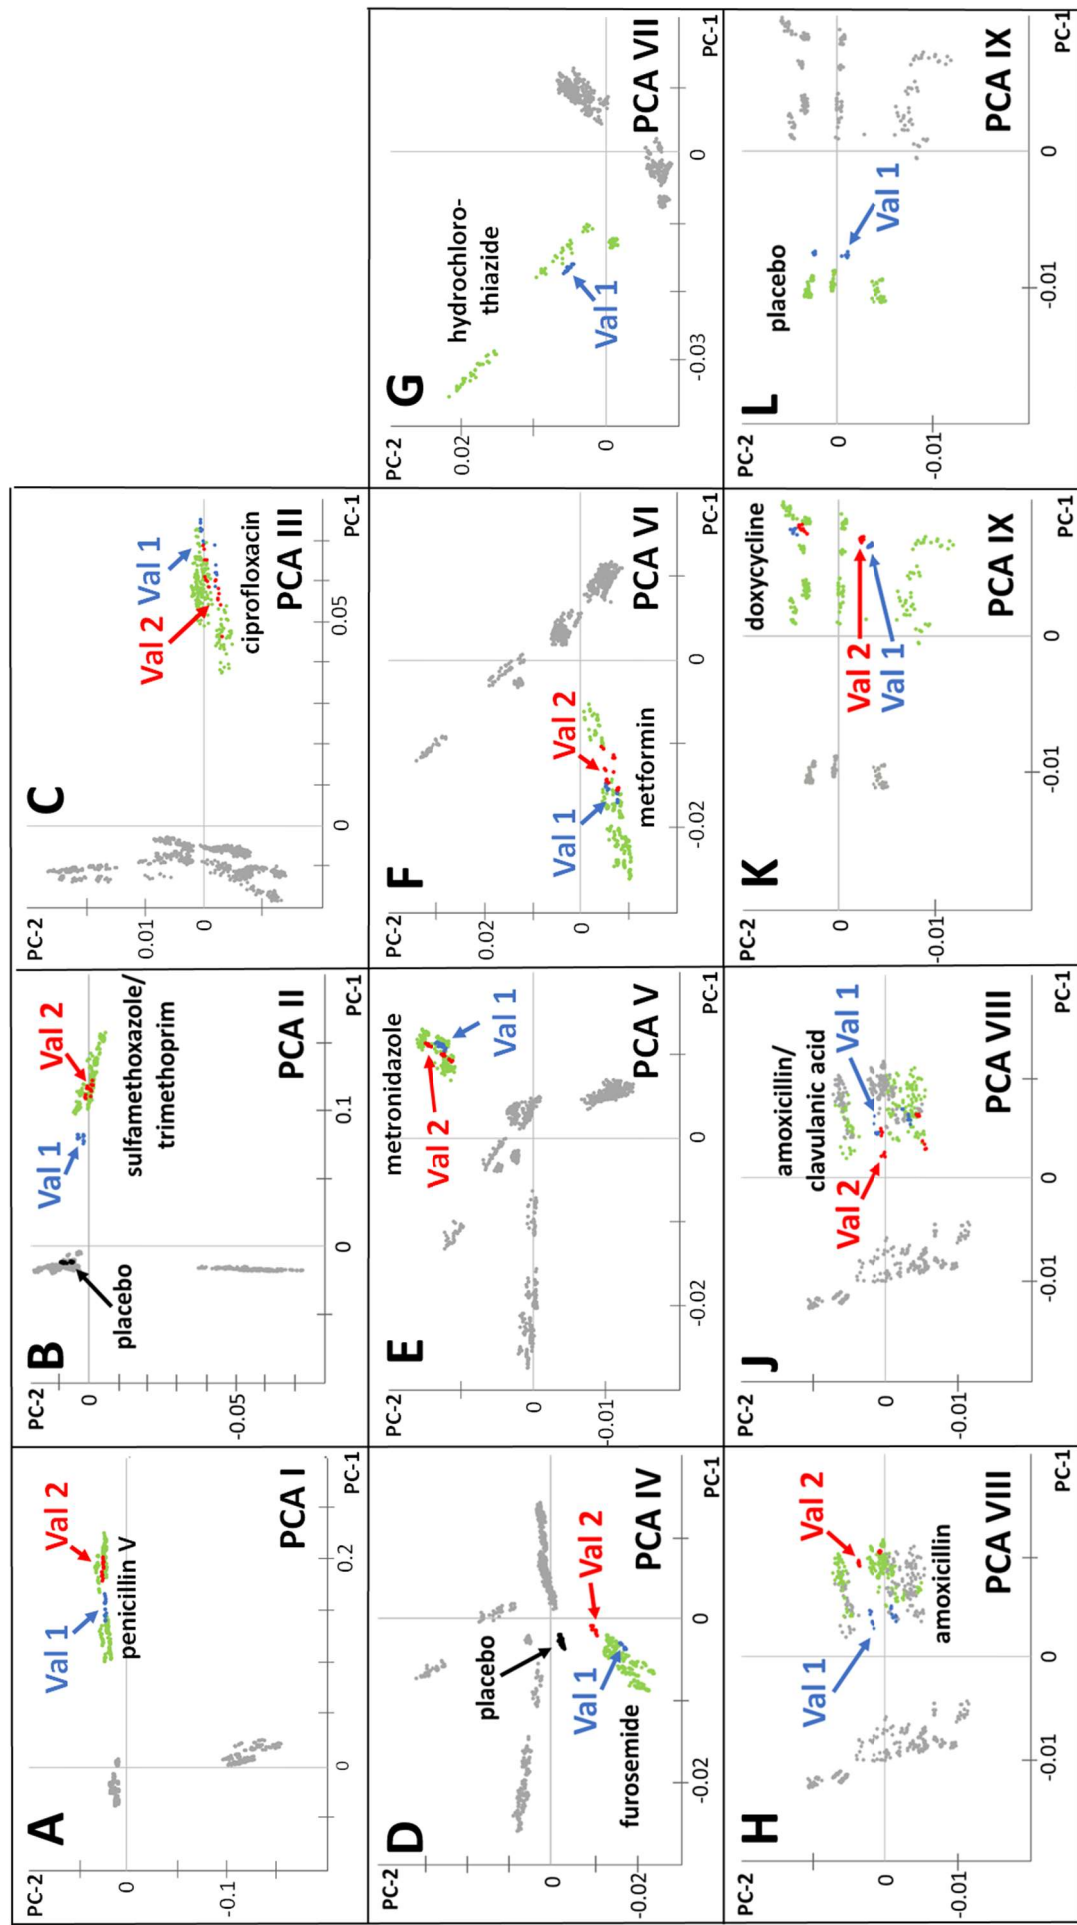 A
PC-2
0
-0.1
Val 1
Val 2
penicillin V
PCA I
0
0.2
PC-1
B
PC-2
0
-0.05
placebo
Val 1
Val 2
sulfamethoxazole/
trimethoprim
PCA II
0
0.1
PC-1
C
PC-2
0.01
0
Val 2
Val 1
ciprofloxacin
PCA III
0
0.05
PC-1
D
PC-2
0
-0.02
placebo
Val 1
Val 2
furosemide
PCA IV
-0.02
0
PC-1
E
PC-2
0
-0.01
metronidazole
Val 2
Val 1
PCA V
-0.02
0
PC-1
F
PC-2
0.02
0
Val 1
Val 2
metformin
PCA VI
-0.02
0
PC-1
G
PC-2
0.02
0
hydrochloro-
thiazide
Val 1
PCA VII
-0.03
0
PC-1
H
PC-2
0
-0.01
Val 1
Val 2
amoxicillin
PCA VIII
-0.01
0
PC-1
J
PC-2
0
-0.01
amoxicillin/
clavulanic acid
Val 2
Val 1
PCA VIII
-0.01
0
PC-1
K
PC-2
0
-0.01
doxycycline
Val 2
Val 1
PCA IX
-0.01
0
PC-1
L
PC-2
0
-0.01
placebo
Val 1
PCA IX
-0.01
0
PC-1